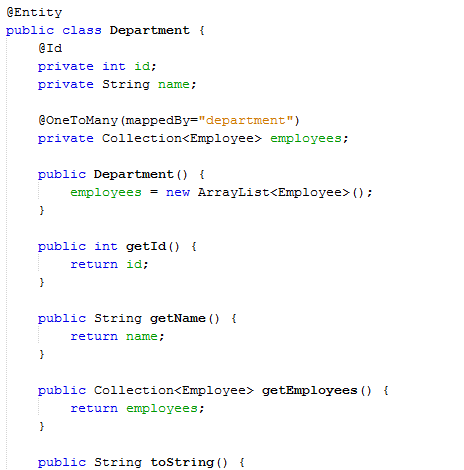 @Entity
public class Department {
@Id
private int id;
private String name;
@OneToMany(mappedBy="department")
private Collection<Employee> employees;
public Department() {
employees = new ArrayList<Employee>();
}
public int getId() {
return id;
}
public String getName() {
return name;
}
public Collection<Employee> getEmployees() {
return employees;
}
public String toString() {